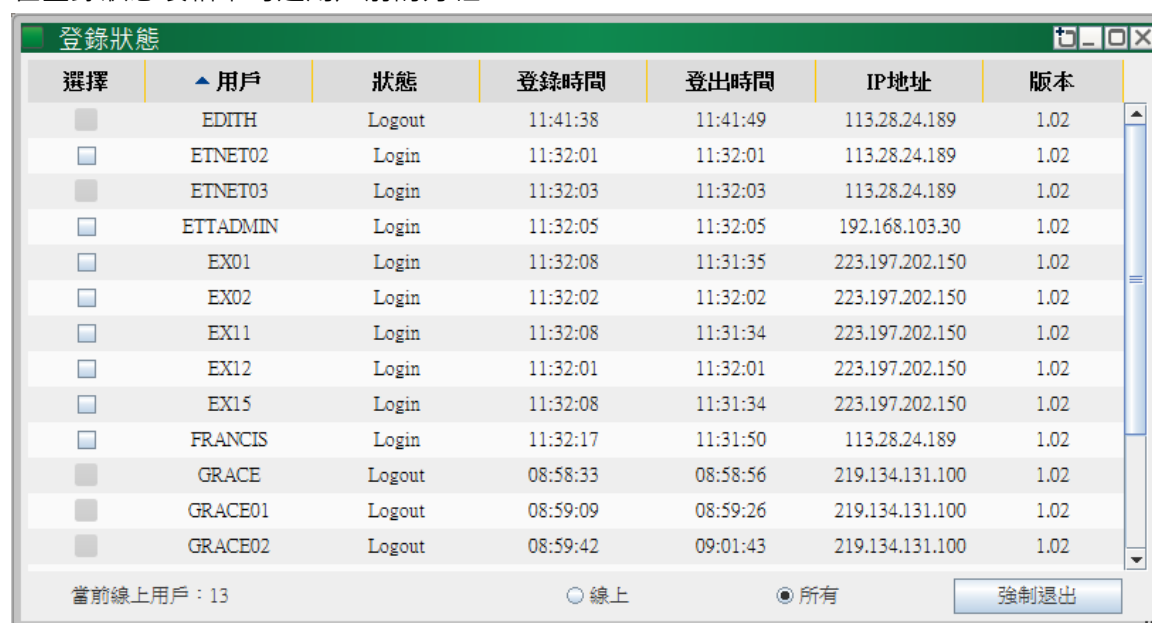 登錄狀態
選擇 用戶 狀態 登錄時間 登出時間 IP地址 版本
EDITH Logout 11:41:38 11:41:49 113.28.24.189 1.02
ETNET02 Login 11:32:01 11:32:01 113.28.24.189 1.02
ETNET03 Login 11:32:03 11:32:03 113.28.24.189 1.02
ETTADMIN Login 11:32:05 11:32:05 192.168.103.30 1.02
EX01 Login 11:32:08 11:31:35 223.197.202.150 1.02
EX02 Login 11:32:02 11:32:02 223.197.202.150 1.02
EX11 Login 11:32:08 11:31:34 223.197.202.150 1.02
EX12 Login 11:32:01 11:32:01 223.197.202.150 1.02
EX15 Login 11:32:08 11:31:34 223.197.202.150 1.02
FRANCIS Login 11:32:17 11:31:50 113.28.24.189 1.02
GRACE Logout 08:58:33 08:58:56 219.134.131.100 1.02
GRACE01 Logout 08:59:09 08:59:26 219.134.131.100 1.02
GRACE02 Logout 08:59:42 09:01:43 219.134.131.100 1.02
當前線上用戶：13 線上 所有 強制退出